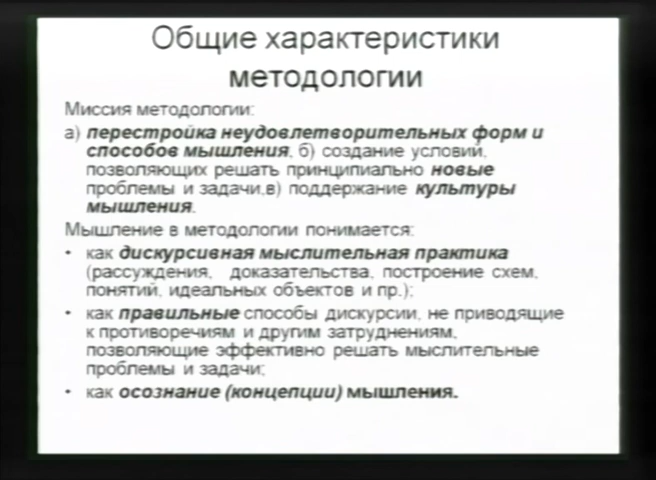 Общие характеристики
методологии
Миссия методологии:
а) перестройка неудовлетворительных форм и
способов мышления, б) создание условий,
позволяющих решать принципиально новые
проблемы и задачи,в) поддержание культуры
мышления.
Мышление в методологии понимается:
• как дискурсивная мыслительная практика
(рассуждения, доказательства, построение схем,
понятий, идеальных объектов и пр.);
• как правильные способы дискурсии, не приводящие
к противоречиям и другим затруднениям,
позволяющие эффективно решать мыслительные
проблемы и задачи;
• как осознание (концепции) мышления.